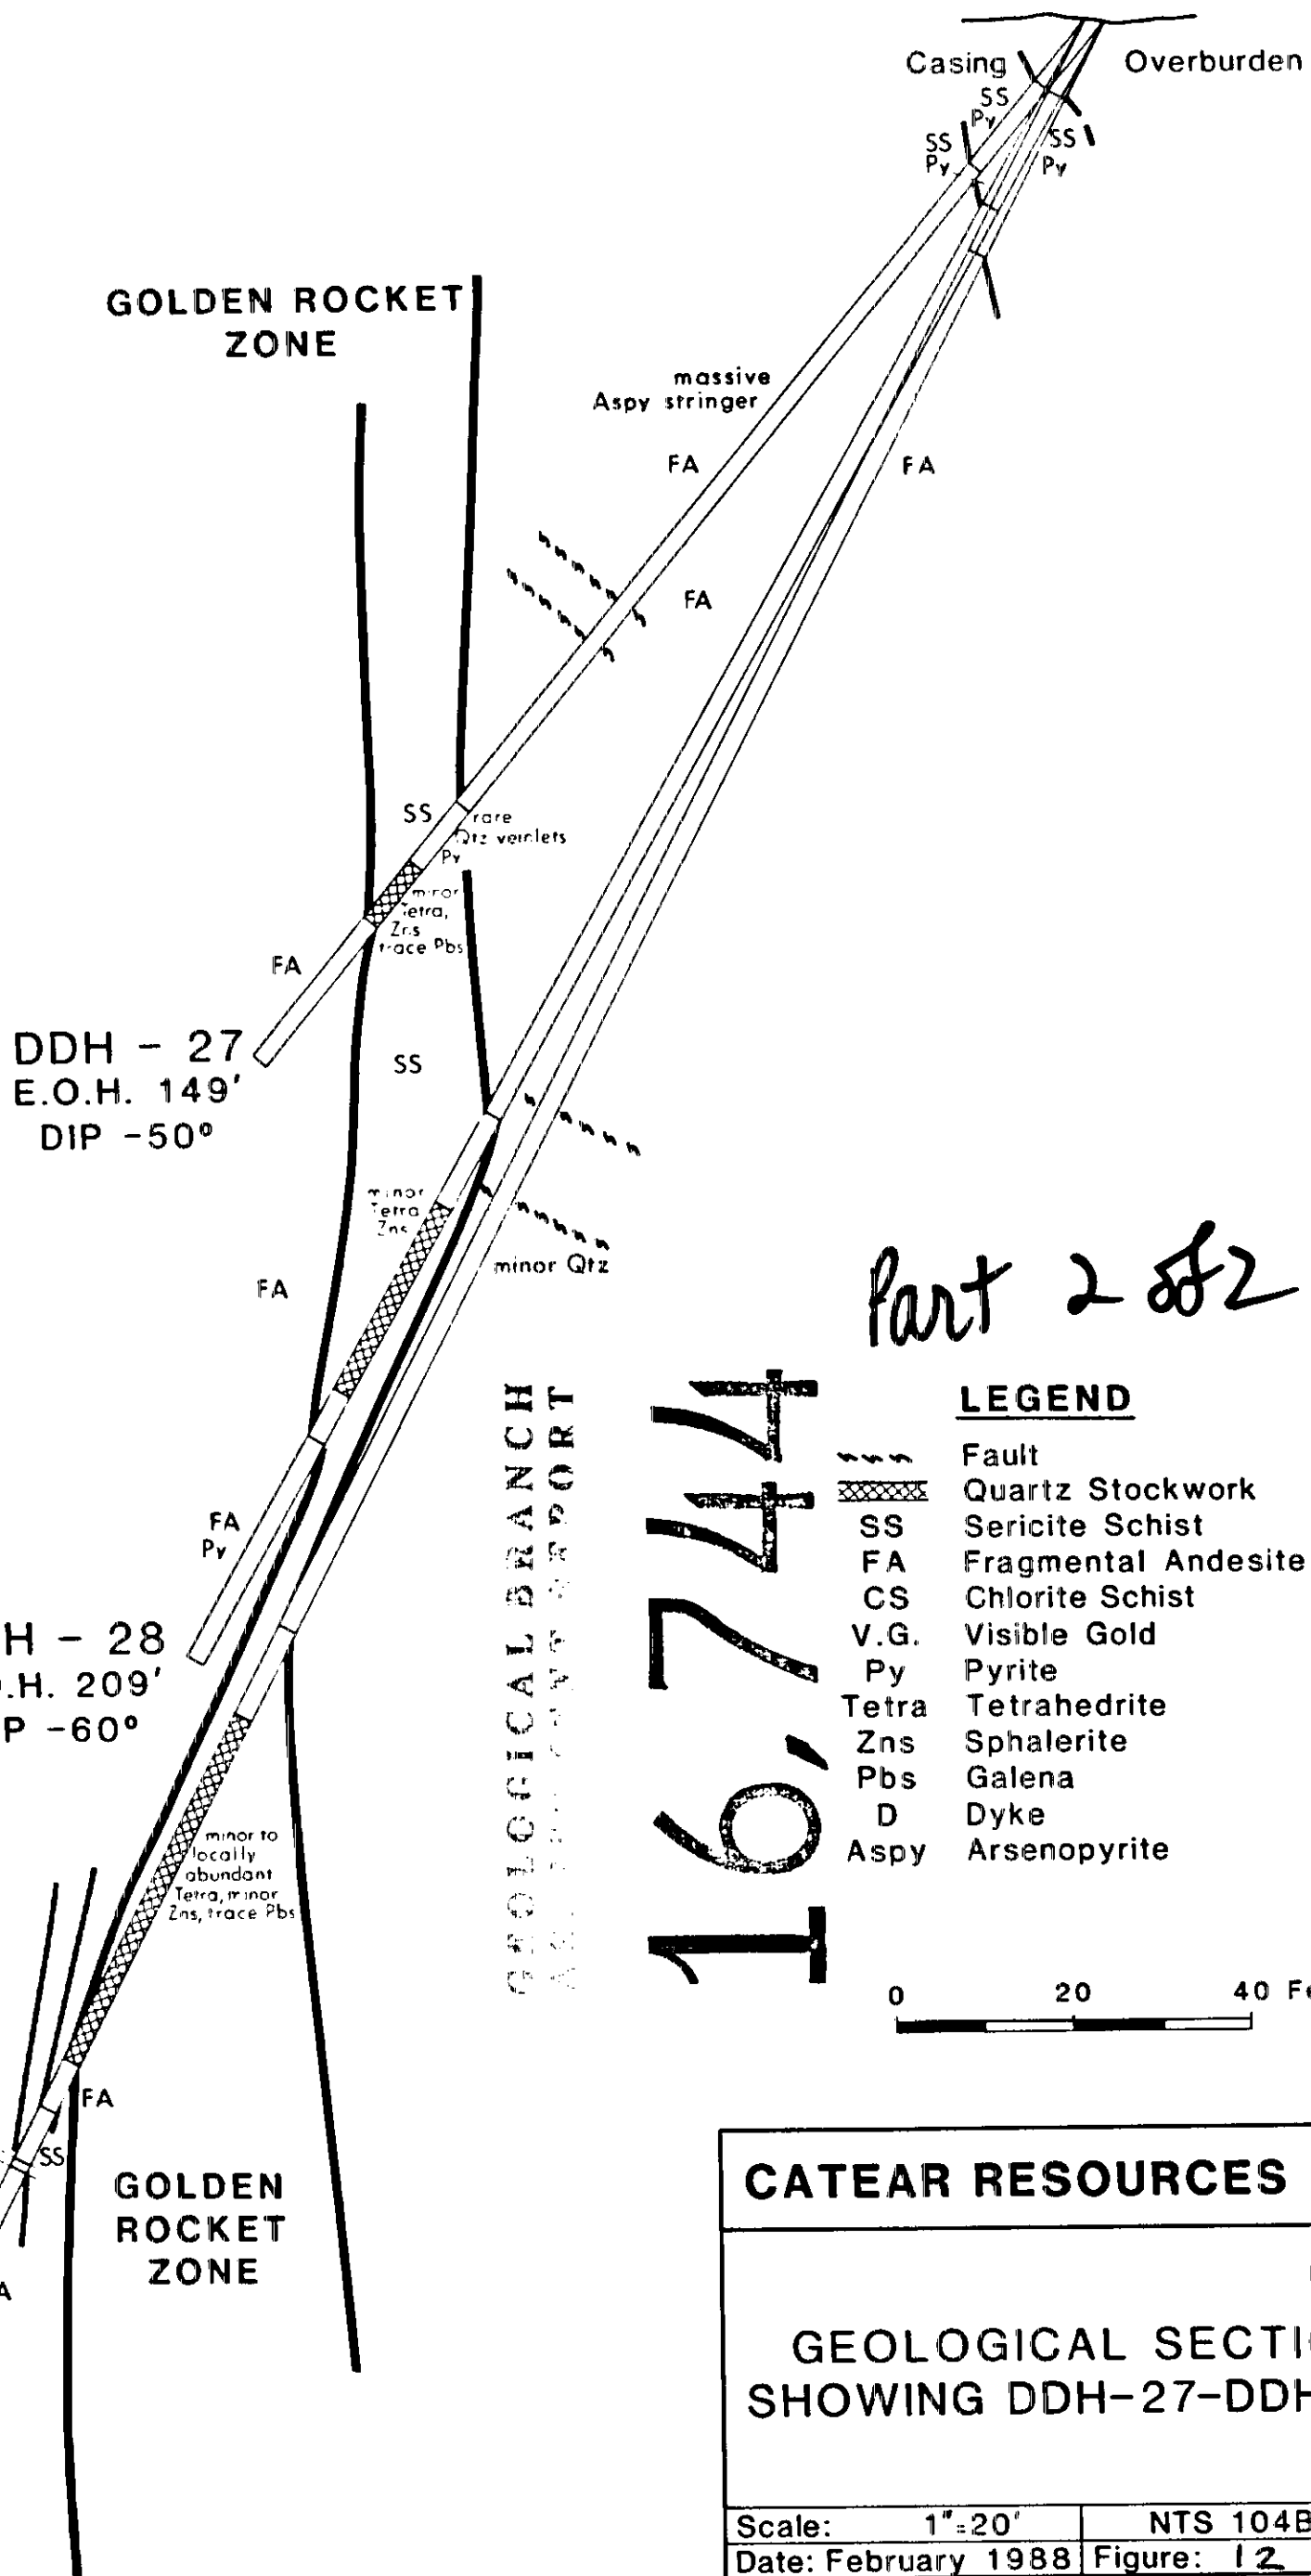 Casing
Overburden
SS
Py
SS
Py
SS
Py
GOLDEN ROCKET
ZONE
massive
Aspy stringer
FA
FA
FA
SS
rare
Qtz veinlets
Py
minor
Tetra,
Zns
trace Pbs
FA
DDH - 27
E.O.H. 149'
DIP -50°
SS
minor
Tetra
Zns
minor Qtz
FA
Part 2 of 2
FA
Py
H - 28
.H. 209'
P -60°
GEOLOGICAL BRANCH
16,744
LEGEND
Fault
Quartz Stockwork
SS Sericite Schist
FA Fragmental Andesite
CS Chlorite Schist
V.G. Visible Gold
Py Pyrite
Tetra Tetrahedrite
Zns Sphalerite
Pbs Galena
D Dyke
Aspy Arsenopyrite
minor to
locally
abundant
Tetra, minor
Zns, trace Pbs
0 20 40 Fe
FA
SS
GOLDEN
ROCKET
ZONE
A
CATEAR RESOURCES
GEOLOGICAL SECTI
SHOWING DDH-27-DDH
Scale: 1"=20' NTS 104B
Date: February 1988 Figure: 12